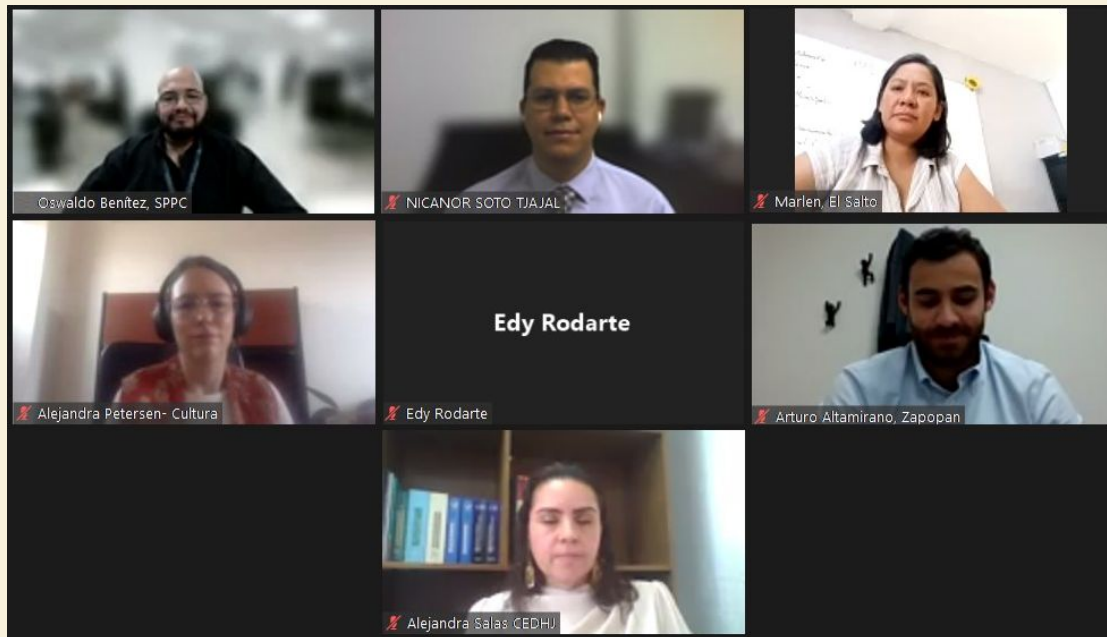 Oswaldo Benítez, SPPC
NICANOR SOTO TJAJAL
Marlen, El Salto
Alejandra Petersen- Cultura
Edy Rodarte
Edy Rodarte
Arturo Altamirano, Zapopan
Alejandra Salas CEDHJ